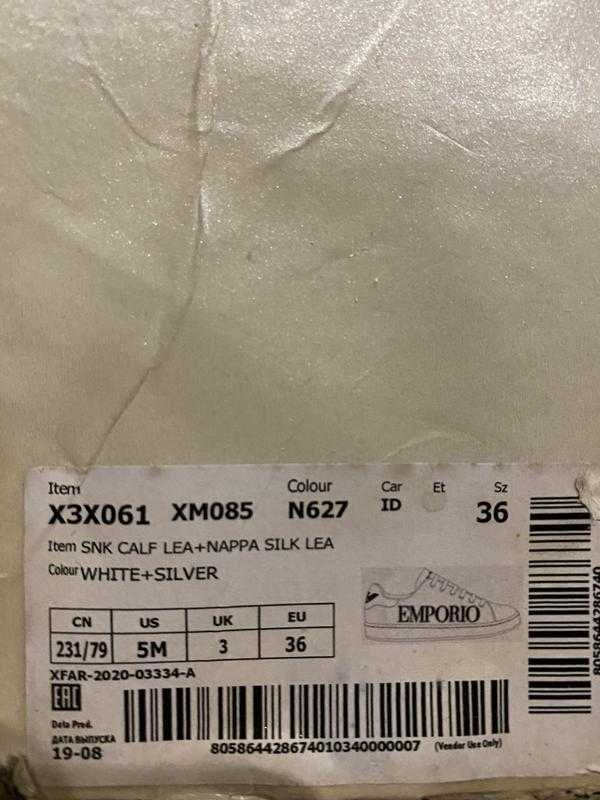 Item Colour Car Et Sz
X3X061 XM085 N627 ID 36
Item SNK CALF LEA+NAPPA SILK LEA
Colour WHITE+SILVER
EMPORIO
CN US UK EU
231/79 5M 3 36
XFAR-2020-03334-A
EAC
Data Prod.
ДАТА ВЫПУСКА
19-08
805864428674010340000007 (Vendor Use Only)
8058644286740